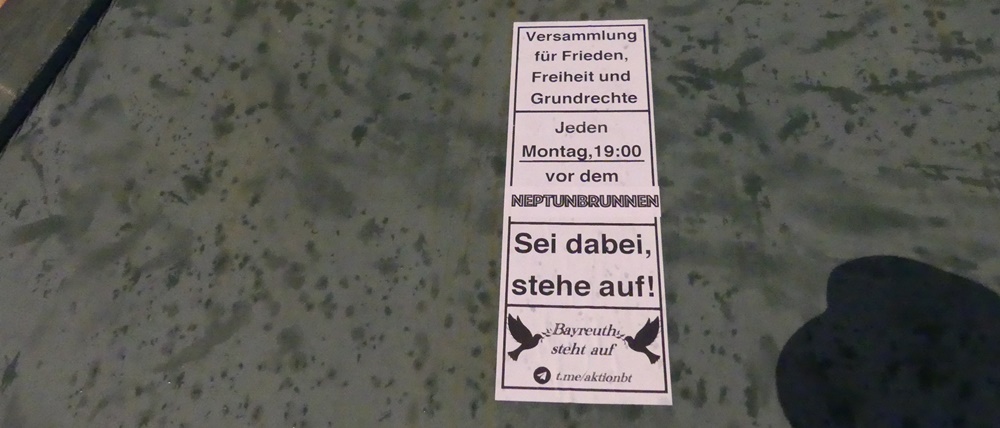 Versammlung
für Frieden,
Freiheit und
Grundrechte
Jeden
Montag,19:00
vor dem
NEPTUNBRUNNEN
Sei dabei,
stehe auf!
Bayreuth
steht auf
t.me/aktionbt